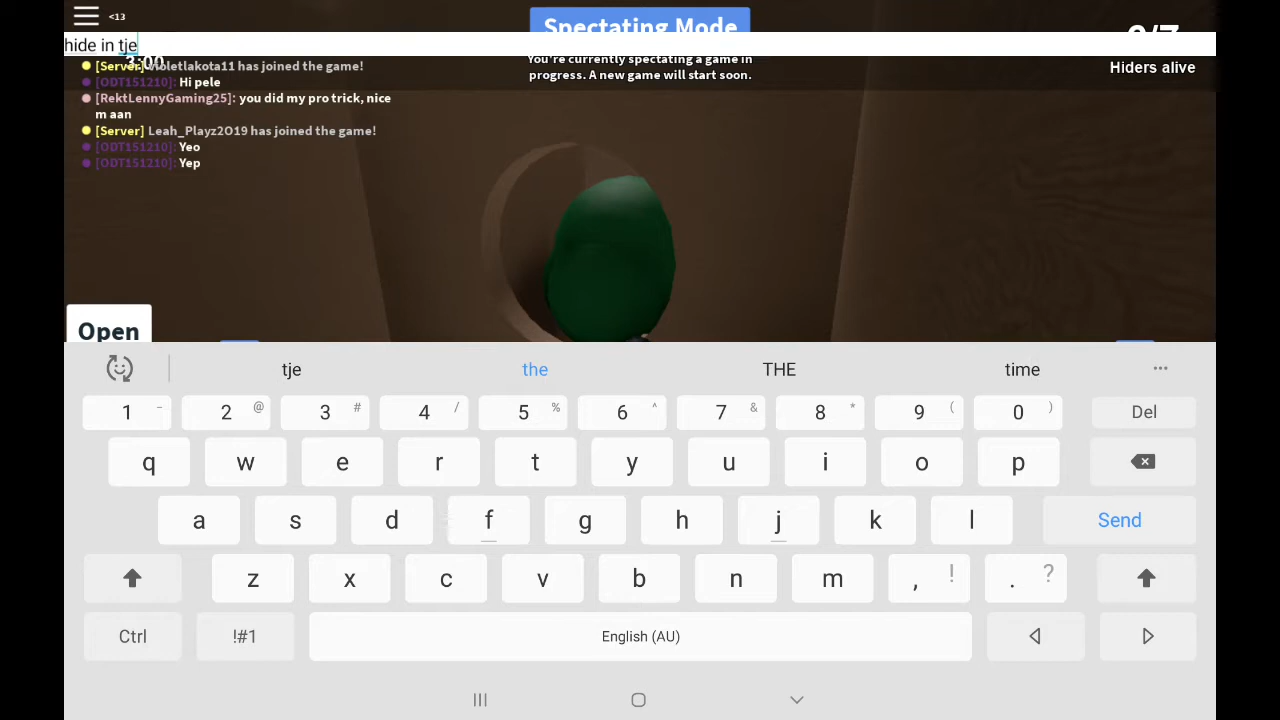 <13
Spectating Mode
hide in tje
3:00
You're currently spectating a game in
progress. A new game will start soon.
Hiders alive
[Server] violetlakota11 has joined the game!
[ODT151210]: Hi pele
[RektLennyGaming25]: you did my pro trick, nice
m aan
[Server] Leah_Playz2019 has joined the game!
[ODT151210]: Yeo
[ODT151210]: Yep
Open
tje the THE time ...
1 - 2 @ 3 # 4 / 5 % 6 ^ 7 & 8 * 9 ( 0 ) Del
q w e r t y u i o p
a s d f g h j k l Send
z x c v b n m , ! . ?
Ctrl !#1 English (AU)